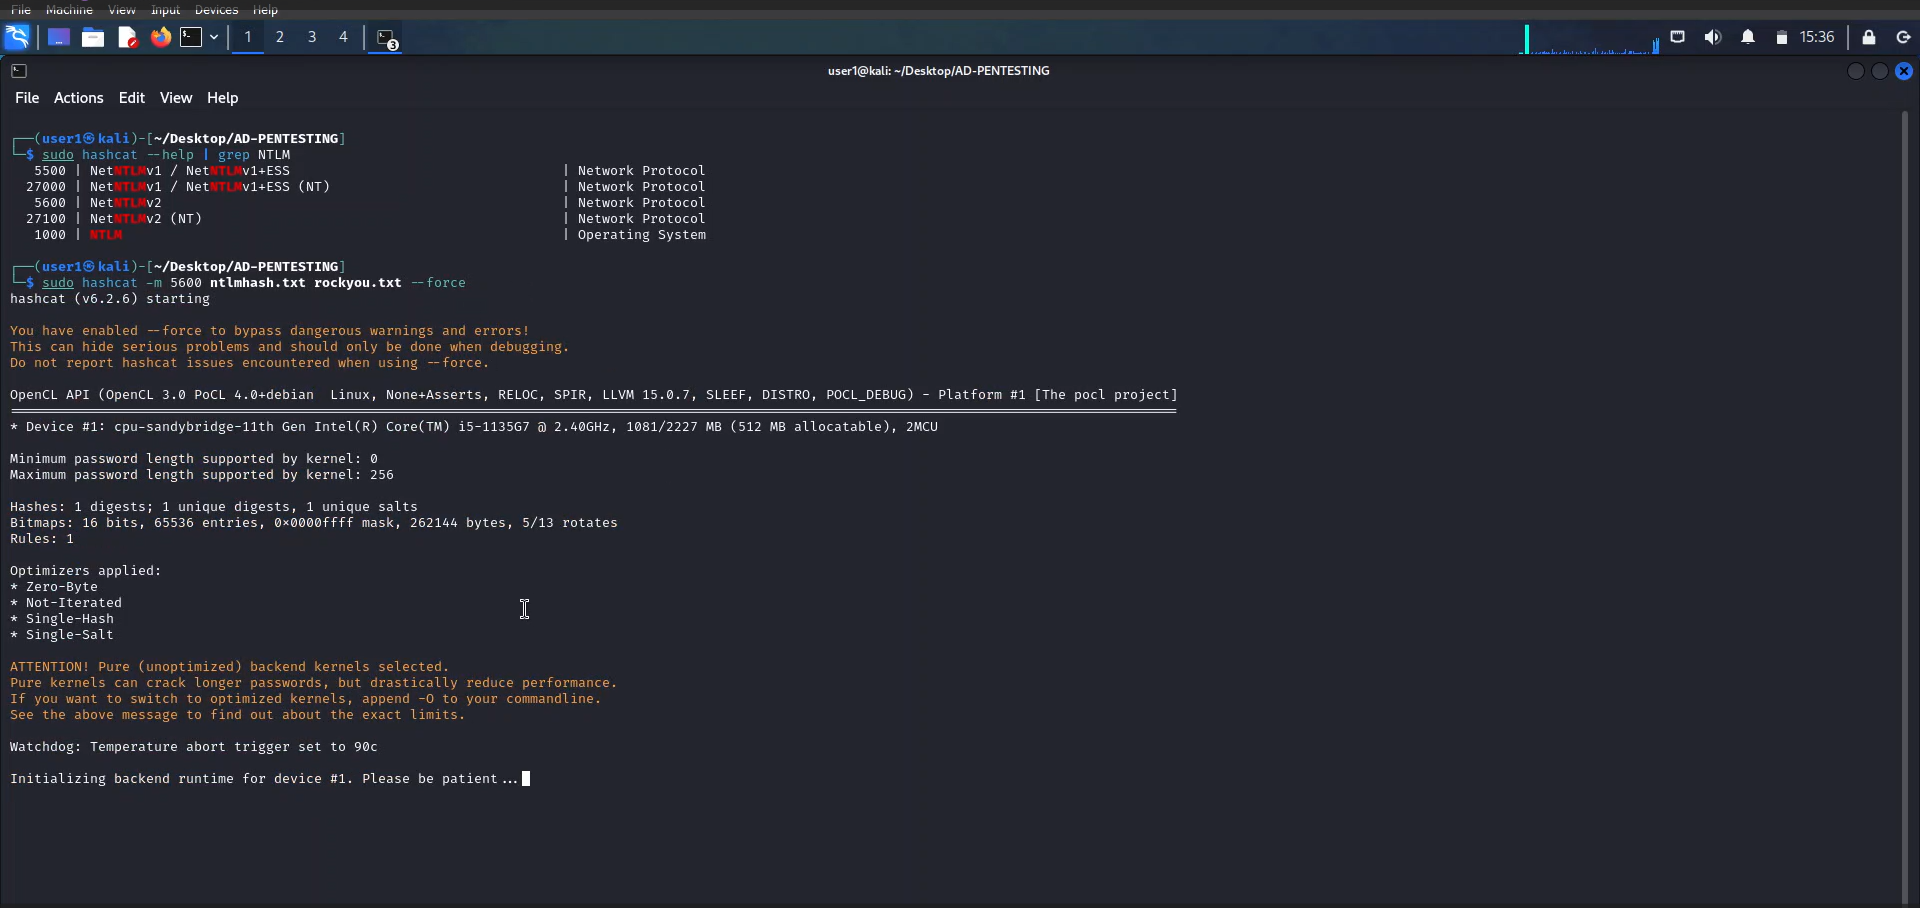 File Machine View Input Devices Help
1 2 3 4 3 15:36
user1@kali: ~/Desktop/AD-PENTESTING
File Actions Edit View Help
┌──(user1㉿kali)-[~/Desktop/AD-PENTESTING]
└─$ sudo hashcat --help | grep NTLM
5500 | NetNTLMv1 / NetNTLMv1+ESS | Network Protocol
27000 | NetNTLMv1 / NetNTLMv1+ESS (NT) | Network Protocol
5600 | NetNTLMv2 | Network Protocol
27100 | NetNTLMv2 (NT) | Network Protocol
1000 | NTLM | Operating System
┌──(user1㉿kali)-[~/Desktop/AD-PENTESTING]
└─$ sudo hashcat -m 5600 ntlmhash.txt rockyou.txt --force
hashcat (v6.2.6) starting
You have enabled --force to bypass dangerous warnings and errors!
This can hide serious problems and should only be done when debugging.
Do not report hashcat issues encountered when using --force.
OpenCL API (OpenCL 3.0 PoCL 4.0+debian  Linux, None+Asserts, RELOC, SPIR, LLVM 15.0.7, SLEEF, DISTRO, POCL_DEBUG) - Platform #1 [The pocl project]
* Device #1: cpu-sandybridge-11th Gen Intel(R) Core(TM) i5-1135G7 @ 2.40GHz, 1081/2227 MB (512 MB allocatable), 2MCU
Minimum password length supported by kernel: 0
Maximum password length supported by kernel: 256
Hashes: 1 digests; 1 unique digests, 1 unique salts
Bitmaps: 16 bits, 65536 entries, 0x0000ffff mask, 262144 bytes, 5/13 rotates
Rules: 1
Optimizers applied:
* Zero-Byte
* Not-Iterated
* Single-Hash
* Single-Salt
ATTENTION! Pure (unoptimized) backend kernels selected.
Pure kernels can crack longer passwords, but drastically reduce performance.
If you want to switch to optimized kernels, append -O to your commandline.
See the above message to find out about the exact limits.
Watchdog: Temperature abort trigger set to 90c
Initializing backend runtime for device #1. Please be patient...